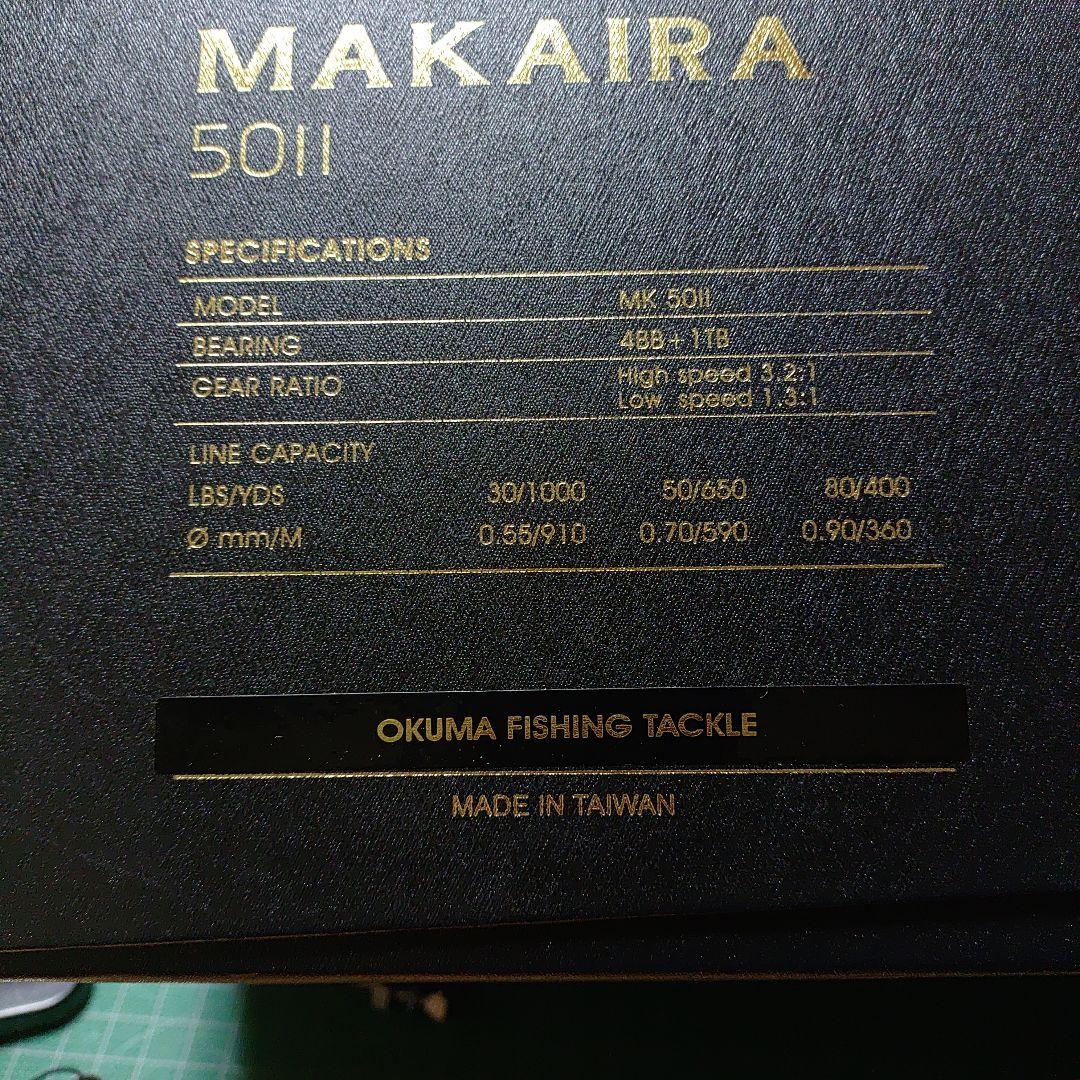 MAKAIRA
50II
SPECIFICATIONS
MODEL MK 50II
BEARING 4BB + 1TB
GEAR RATIO High speed 3.2:1
Low speed 1.3:1
LINE CAPACITY
LBS/YDS 30/1000 50/650 80/400
Ø mm/M 0.55/910 0.70/590 0.90/360
OKUMA FISHING TACKLE
MADE IN TAIWAN